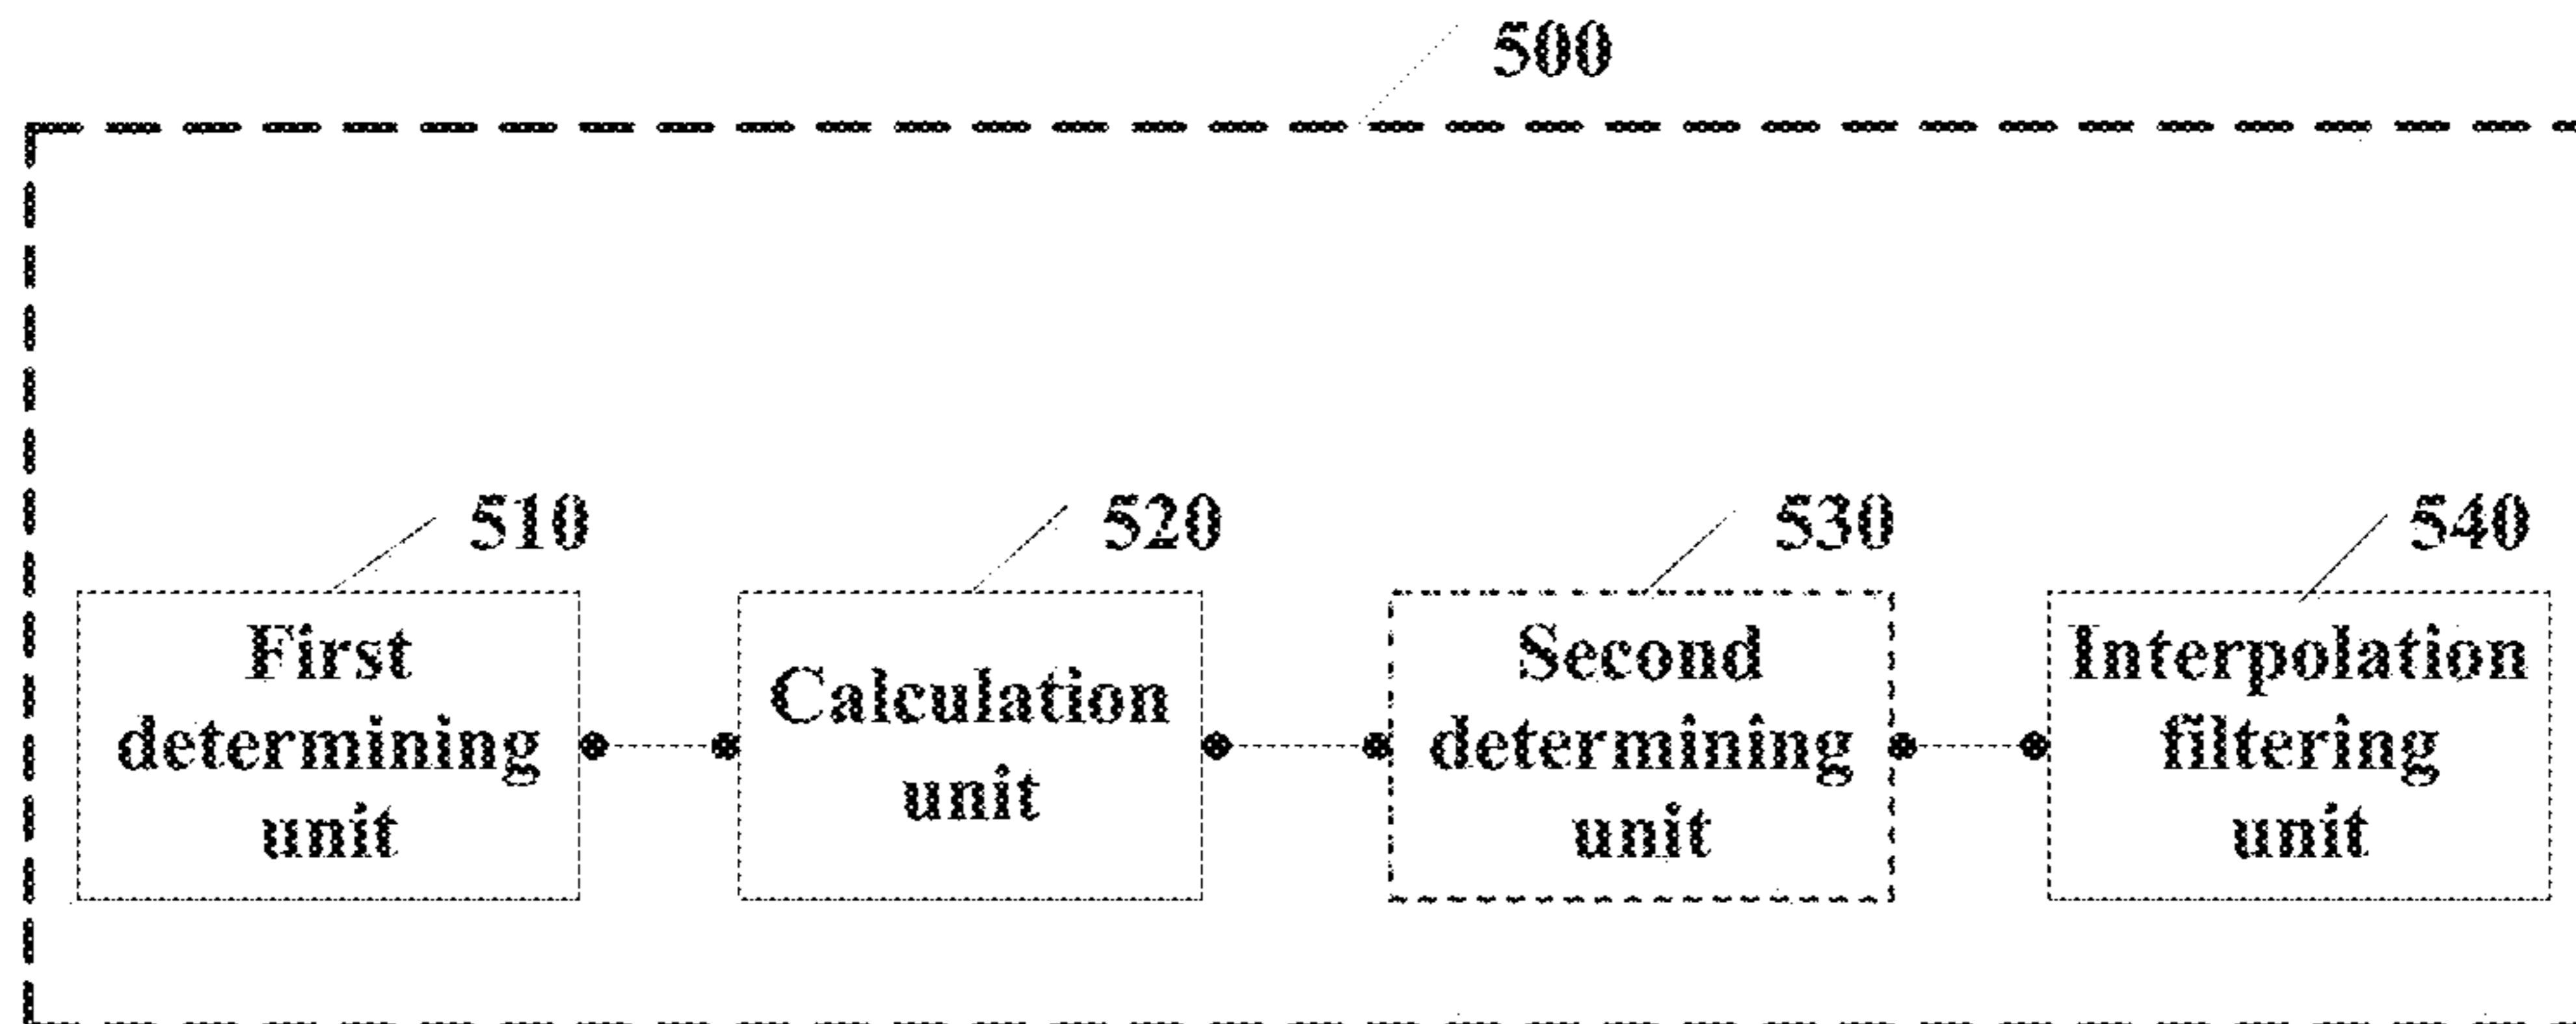 500
510
520
530
540
First
determining
unit
Calculation
unit
Second
determining
unit
Interpolation
filtering
unit